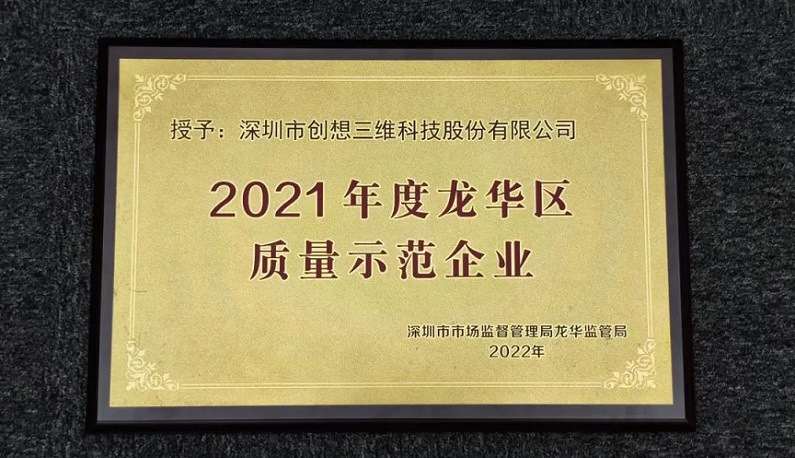 授予：深圳市创想三维科技股份有限公司
2021年度龙华区
质量示范企业
深圳市市场监督管理局龙华监管局
2022年